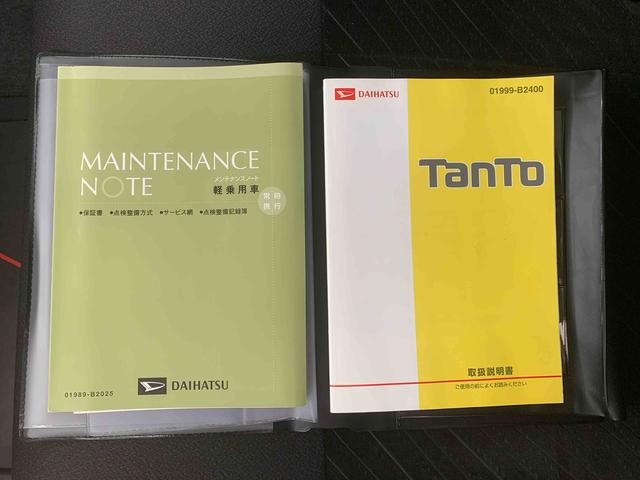 MAINTENANCE
NOTE
メンテナンスノート
軽乗用車
常時
携行
●保証書 ●点検整備方式 ●サービス網 ●点検整備記録簿
DAIHATSU
01989-B2025
DAIHATSU
01999-B2400
TanTo
取扱説明書
ご使用の前によくお読みください